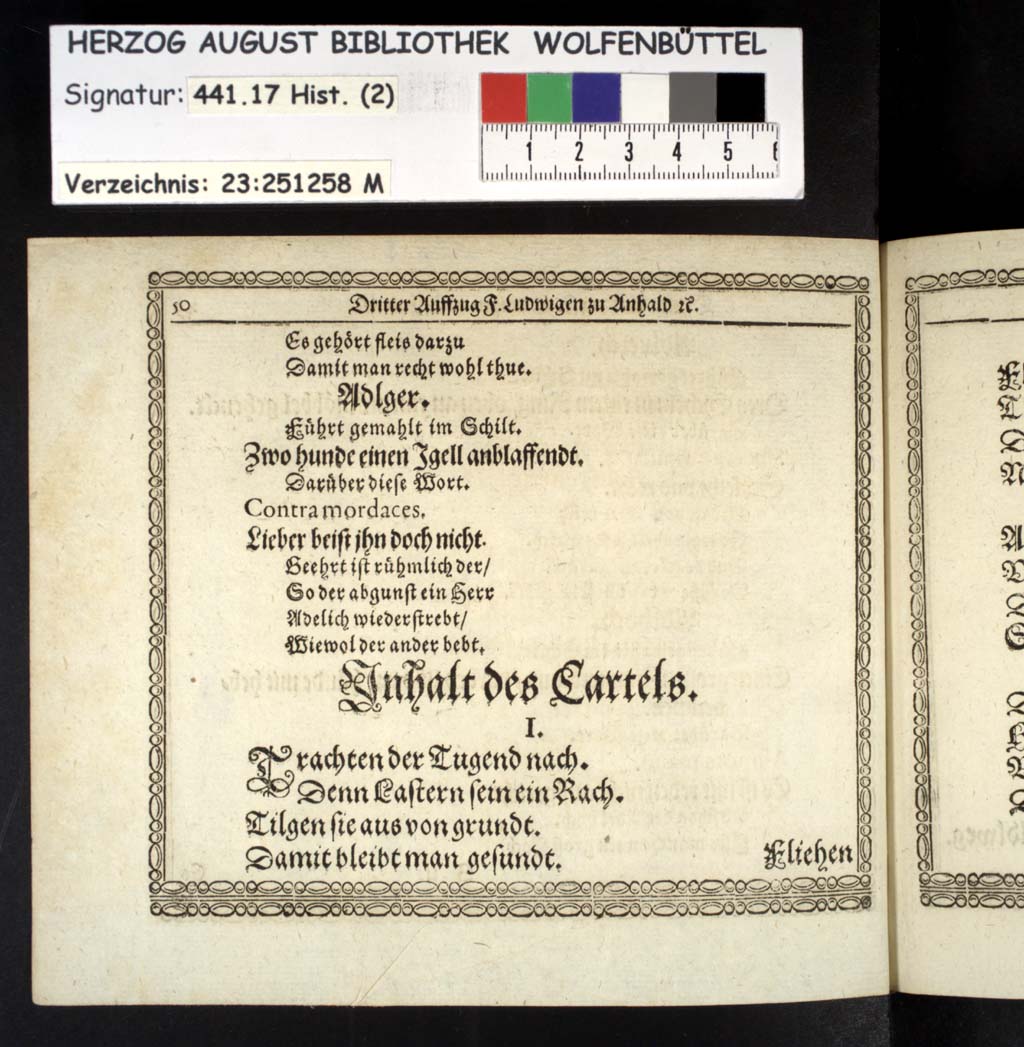 HERZOG AUGUST BIBLIOTHEK WOLFENBÜTTEL
Signatur: 441.17 Hist. (2)
Verzeichnis: 23:251258 M
1 2 3 4 5 6
50 Dritter Auffzug F. Ludwigen zu Anhald ꝛc.
Es gehört fleis darzu
Damit man recht wohl thue.
Adlger.
Führt gemahlt im Schilt.
Zwo hunde einen Igell anblaffendt.
Darüber diese Wort.
Contra mordaces.
Lieber beist jhn doch nicht.
Geehrt ist rühmlich der/
So der abgunst ein Herr
Adelich wiederstrebt/
Wiewol der ander bebt.
Inhalt des Cartels.
I.
Trachten der Tugend nach.
Denn Lastern sein ein Rach.
Tilgen sie aus von grundt.
Damit bleibt man gesundt.
Fliehen